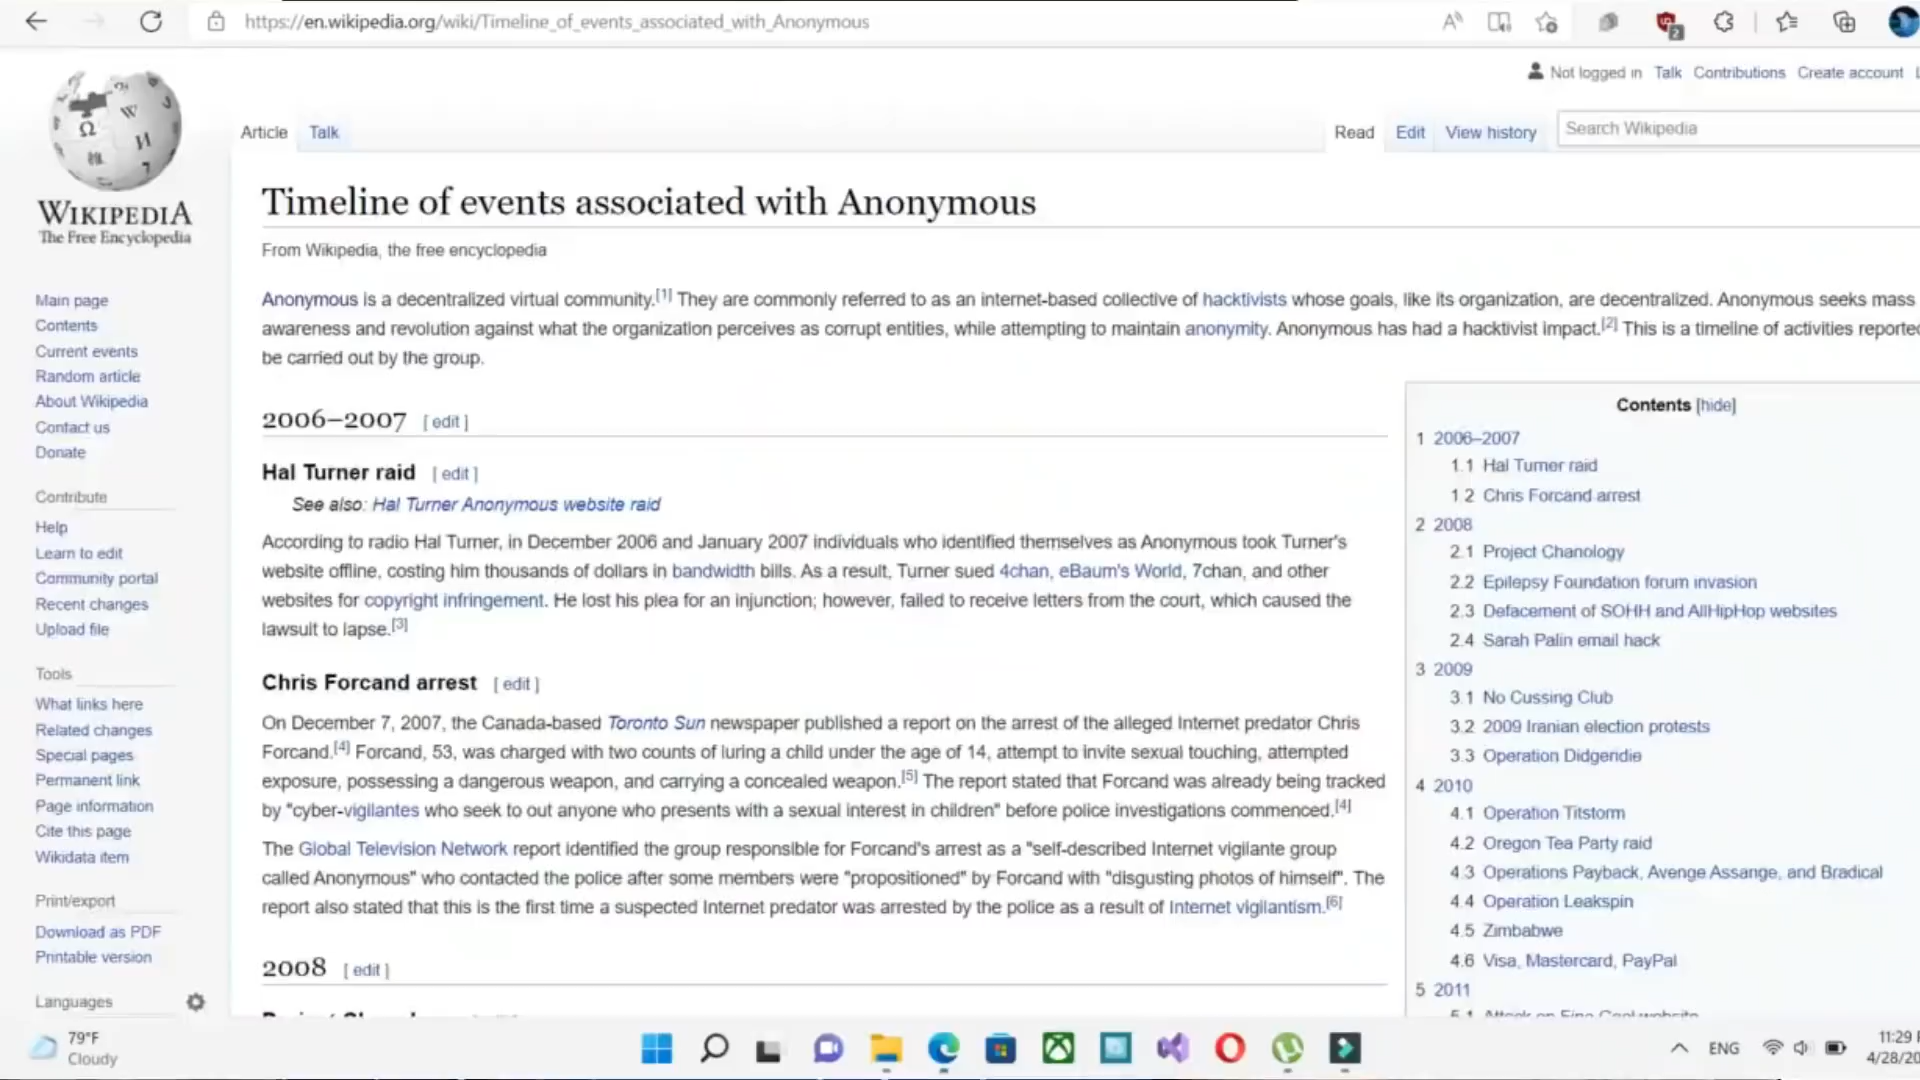 https://en.wikipedia.org/wiki/Timeline_of_events_associated_with_Anonymous
2
Not logged in Talk Contributions Create account
Article Talk Read Edit View history Search Wikipedia
WIKIPEDIA
The Free Encyclopedia
Main page
Contents
Current events
Random article
About Wikipedia
Contact us
Donate
Contribute
Help
Learn to edit
Community portal
Recent changes
Upload file
Tools
What links here
Related changes
Special pages
Permanent link
Page information
Cite this page
Wikidata item
Print/export
Download as PDF
Printable version
Languages
Timeline of events associated with Anonymous
From Wikipedia, the free encyclopedia
Anonymous is a decentralized virtual community.[1] They are commonly referred to as an internet-based collective of hacktivists whose goals, like its organization, are decentralized. Anonymous seeks mass
awareness and revolution against what the organization perceives as corrupt entities, while attempting to maintain anonymity. Anonymous has had a hacktivist impact.[2] This is a timeline of activities reported
be carried out by the group.
2006–2007 [ edit ]
Hal Turner raid [ edit ]
See also: Hal Turner Anonymous website raid
According to radio Hal Turner, in December 2006 and January 2007 individuals who identified themselves as Anonymous took Turner's
website offline, costing him thousands of dollars in bandwidth bills. As a result, Turner sued 4chan, eBaum's World, 7chan, and other
websites for copyright infringement. He lost his plea for an injunction; however, failed to receive letters from the court, which caused the
lawsuit to lapse.[3]
Chris Forcand arrest [ edit ]
On December 7, 2007, the Canada-based Toronto Sun newspaper published a report on the arrest of the alleged Internet predator Chris
Forcand.[4] Forcand, 53, was charged with two counts of luring a child under the age of 14, attempt to invite sexual touching, attempted
exposure, possessing a dangerous weapon, and carrying a concealed weapon.[5] The report stated that Forcand was already being tracked
by "cyber-vigilantes who seek to out anyone who presents with a sexual interest in children" before police investigations commenced.[4]
The Global Television Network report identified the group responsible for Forcand's arrest as a "self-described Internet vigilante group
called Anonymous" who contacted the police after some members were "propositioned" by Forcand with "disgusting photos of himself". The
report also stated that this is the first time a suspected Internet predator was arrested by the police as a result of Internet vigilantism.[6]
2008 [ edit ]
Contents [hide]
1 2006–2007
1.1 Hal Turner raid
1.2 Chris Forcand arrest
2 2008
2.1 Project Chanology
2.2 Epilepsy Foundation forum invasion
2.3 Defacement of SOHH and AllHipHop websites
2.4 Sarah Palin email hack
3 2009
3.1 No Cussing Club
3.2 2009 Iranian election protests
3.3 Operation Didgeridie
4 2010
4.1 Operation Titstorm
4.2 Oregon Tea Party raid
4.3 Operations Payback, Avenge Assange, and Bradical
4.4 Operation Leakspin
4.5 Zimbabwe
4.6 Visa, Mastercard, PayPal
5 2011
79°F
Cloudy
ENG
11:29
4/28/20